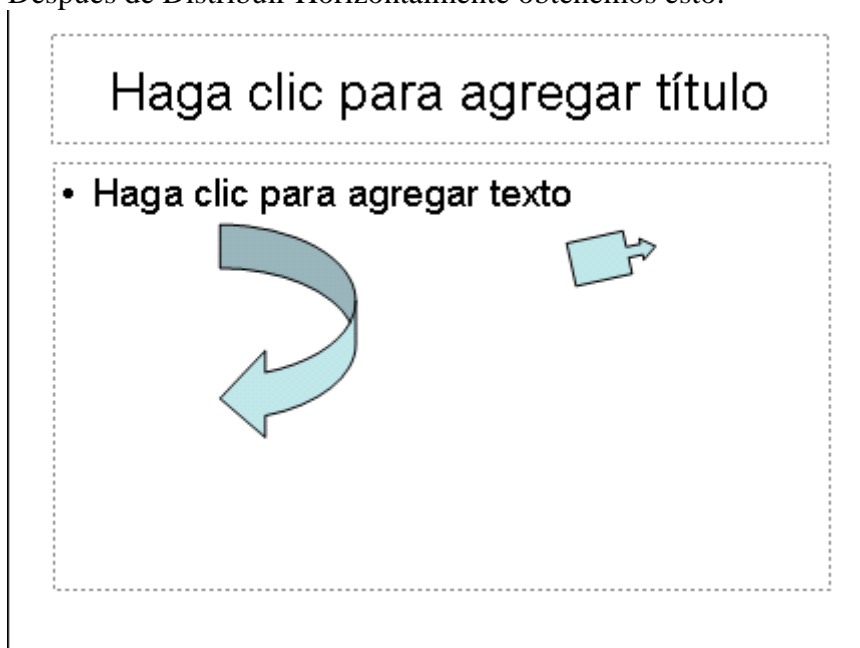 Después de Distribuir Horizontalmente obtenemos esto:
Haga clic para agregar título
• Haga clic para agregar texto